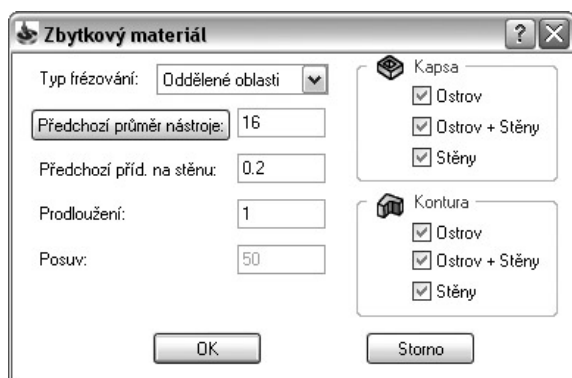 Zbytkový materiál
Typ frézování: Oddělené oblasti
Předchozí průměr nástroje: 16
Předchozí příd. na stěnu: 0.2
Prodloužení: 1
Posuv: 50
Kapsa
Ostrov
Ostrov + Stěny
Stěny
Kontura
Ostrov
Ostrov + Stěny
Stěny
OK
Storno